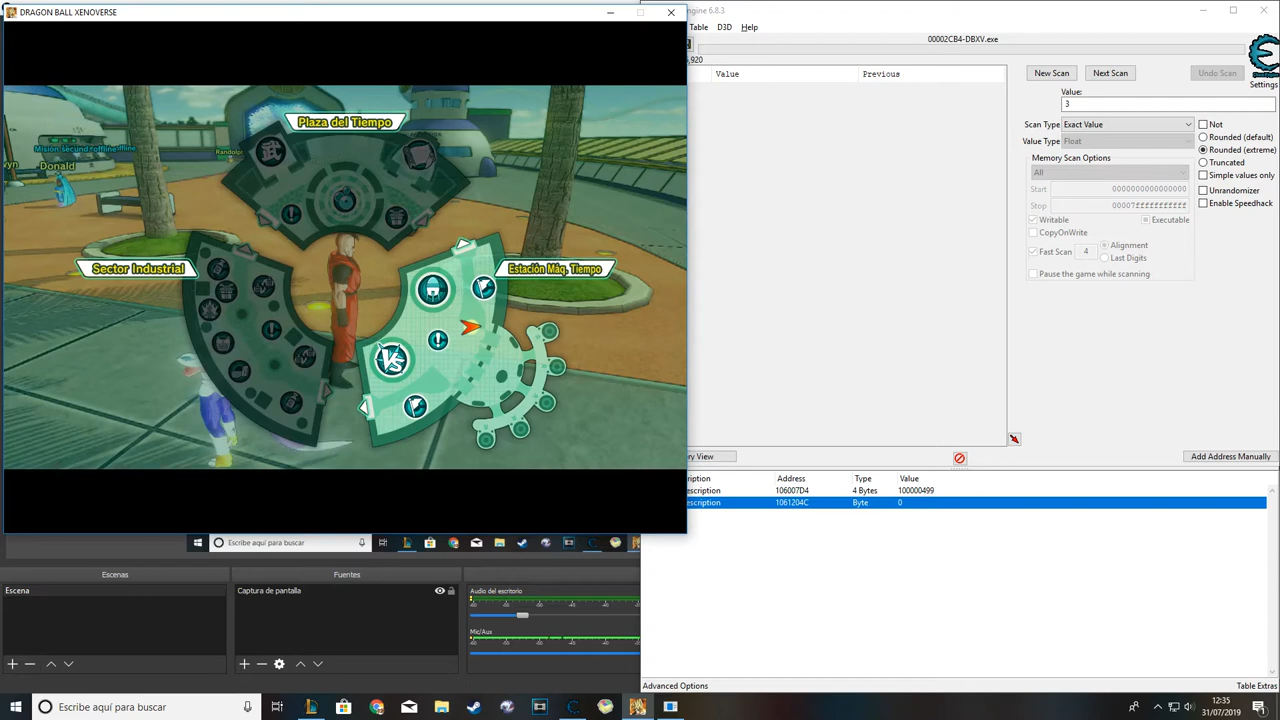 DRAGON BALL XENOVERSE
Engine 6.8.3
Table D3D Help
00002CB4-DBXV.exe
Value Previous
New Scan Next Scan Undo Scan
Settings
Value:
3
Scan Type Exact Value Not
Value Type Float
Rounded (default)
Rounded (extreme)
Truncated
Simple values only
Unrandomizer
Enable Speedhack
Memory Scan Options
All
Start 0000000000000000
Stop 00007fffffffffff
Writable Executable
CopyOnWrite
Fast Scan 4 Alignment
Last Digits
Pause the game while scanning
Plaza del Tiempo
Donald
Sector Industrial
Estación Máq. Tiempo
VS
Add Address Manually
Address Type Value
106007D4 4 Bytes 100000499
1061204C Byte 0
Escribe aquí para buscar
Escenas
Fuentes
Escena
Captura de pantalla
Audio del escritorio
Mic/Aux
Advanced Options
Table Extras
Escribe aquí para buscar
12:35
31/07/2019